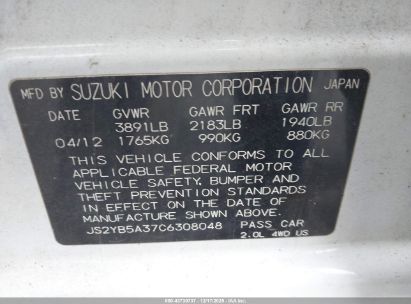 MFD BY SUZUKI MOTOR CORPORATION JAPAN
DATE GVWR GAWR FRT GAWR RR
3891LB 2183LB 1940LB
04/12 1765KG 990KG 880KG
THIS VEHICLE CONFORMS TO ALL
APPLICABLE FEDERAL MOTOR
VEHICLE SAFETY, BUMPER AND
THEFT PREVENTION STANDARDS
IN EFFECT ON THE DATE OF
MANUFACTURE SHOWN ABOVE.
JS2YB5A37C6308048 PASS CAR
2.0L 4WD US